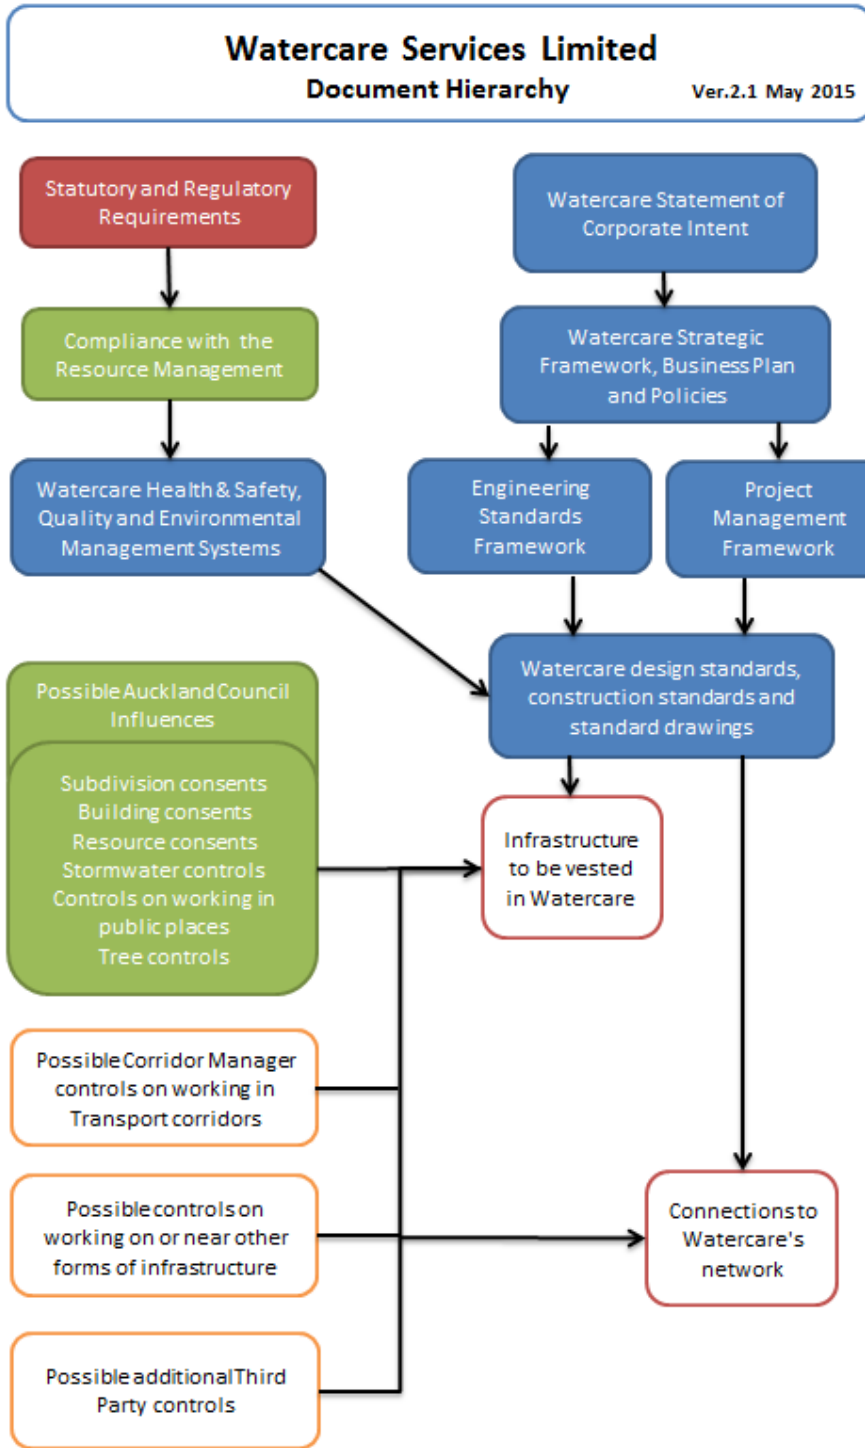 Watercare Services Limited
Document Hierarchy
Ver.2.1 May 2015
Statutory and Regulatory
Requirements
Watercare Statement of
Corporate Intent
Compliance with the
Resource Management
Watercare Strategic
Framework, Business Plan
and Policies
Watercare Health & Safety,
Quality and Environmental
Management Systems
Engineering
Standards
Framework
Project
Management
Framework
Watercare design standards,
construction standards and
standard drawings
Possible Auckland Council
Influences
Subdivision consents
Building consents
Resource consents
Stormwater controls
Controls on working in
public places
Tree controls
Infrastructure
to be vested
in Watercare
Possible Corridor Manager
controls on working in
Transport corridors
Possible controls on
working on or near other
forms of infrastructure
Connections to
Watercare's
network
Possible additional Third
Party controls